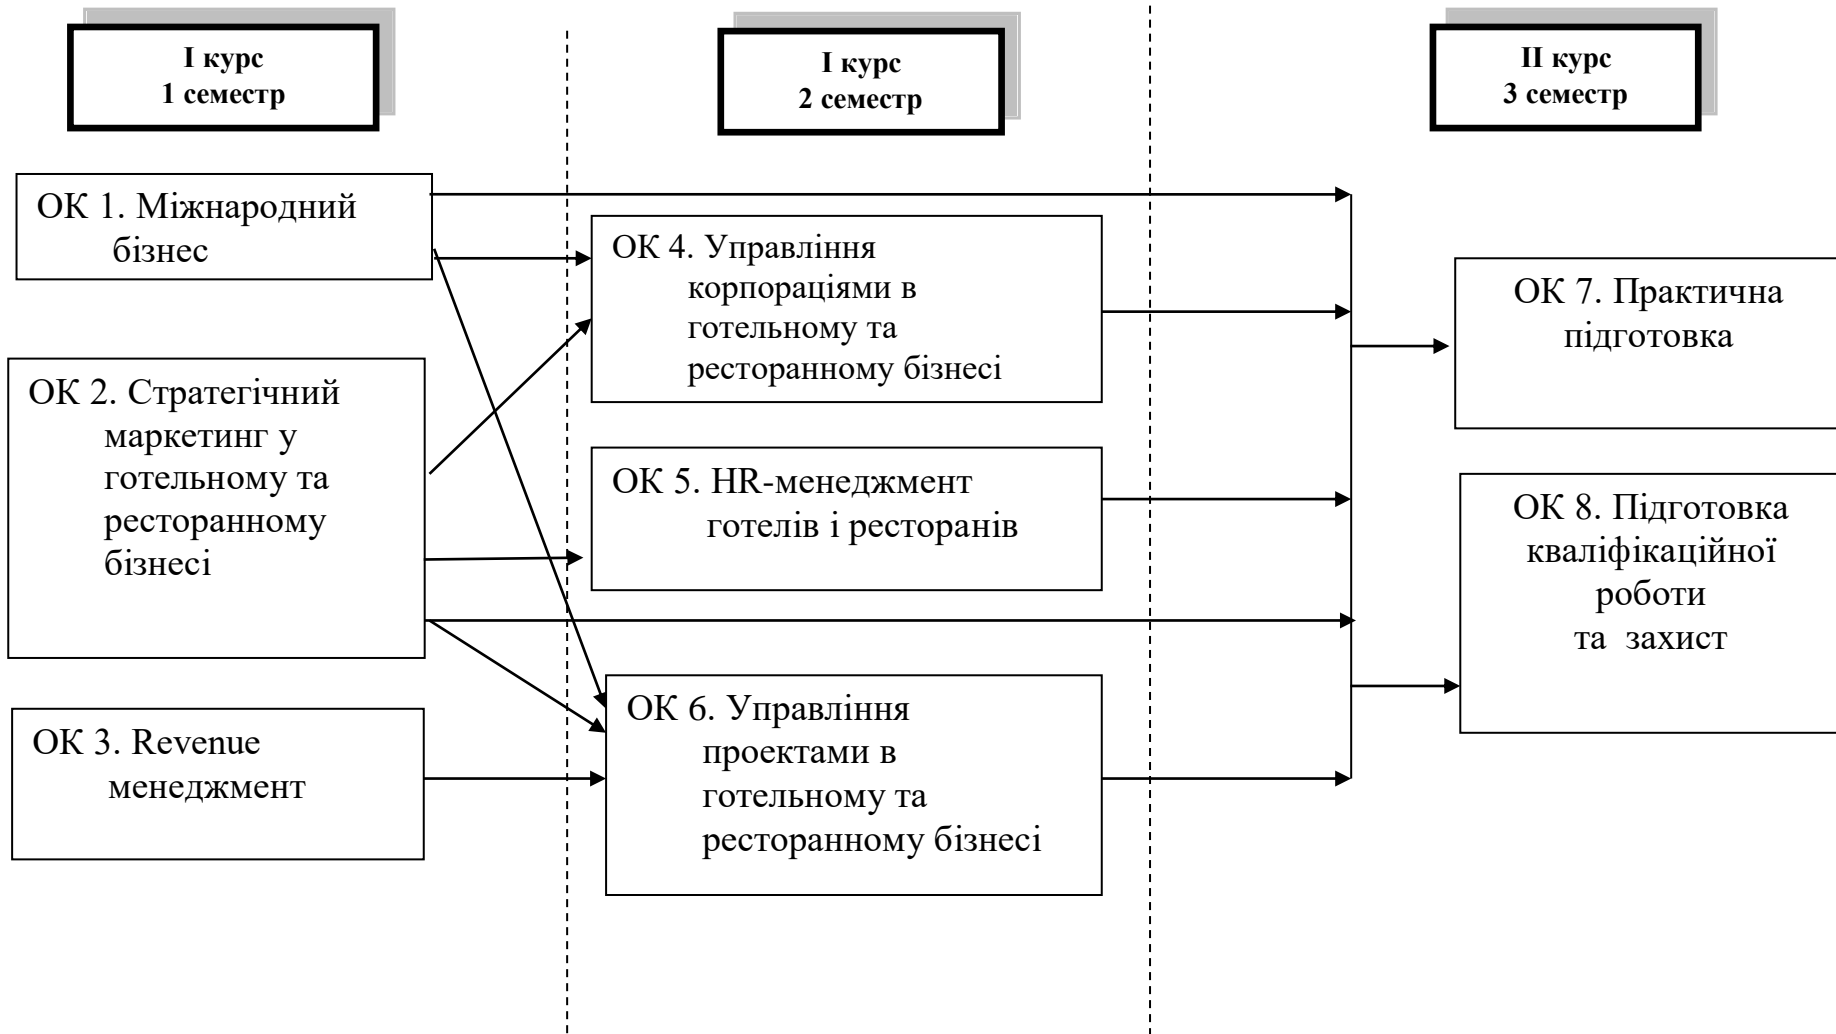 І курс
1 семестр
І курс
2 семестр
ІІ курс
3 семестр
ОК 1. Міжнародний
бізнес
ОК 2. Стратегічний
маркетинг у
готельному та
ресторанному
бізнесі
ОК 3. Revenue
менеджмент
ОК 4. Управління
корпораціями в
готельному та
ресторанному бізнесі
ОК 5. HR-менеджмент
готелів і ресторанів
ОК 6. Управління
проектами в
готельному та
ресторанному бізнесі
ОК 7. Практична
підготовка
ОК 8. Підготовка
кваліфікаційної
роботи
та захист